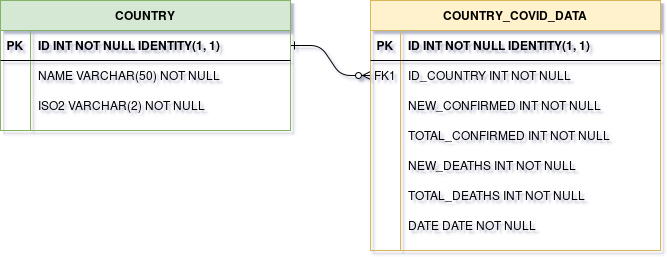 COUNTRY
PK ID INT NOT NULL IDENTITY(1, 1)
NAME VARCHAR(50) NOT NULL
ISO2 VARCHAR(2) NOT NULL
COUNTRY_COVID_DATA
PK ID INT NOT NULL IDENTITY(1, 1)
FK1 ID_COUNTRY INT NOT NULL
NEW_CONFIRMED INT NOT NULL
TOTAL_CONFIRMED INT NOT NULL
NEW_DEATHS INT NOT NULL
TOTAL_DEATHS INT NOT NULL
DATE DATE NOT NULL